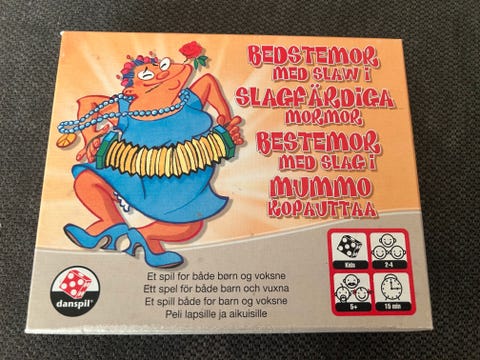 BEDSTEMOR
MED SLAW I
SLAGFÄRDIGA
MORMOR
BESTEMOR
MED SLAG I
MUMMO
KOPAUTTAA
Et spil for både børn og voksne
Ett spel för både barn och vuxna
Et spill for både for barn og voksne
Peli lapsille ja aikuisille
danspil®
Kids
2-4
5+
15 min